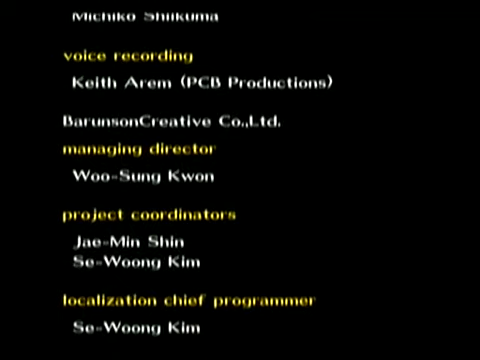 Michiko Shiikuma
voice recording
Keith Arem (PCB Productions)
BarunsonCreative Co.,Ltd.
managing director
Woo-Sung Kwon
project coordinators
Jae-Min Shin
Se-Woong Kim
localization chief programmer
Se-Woong Kim